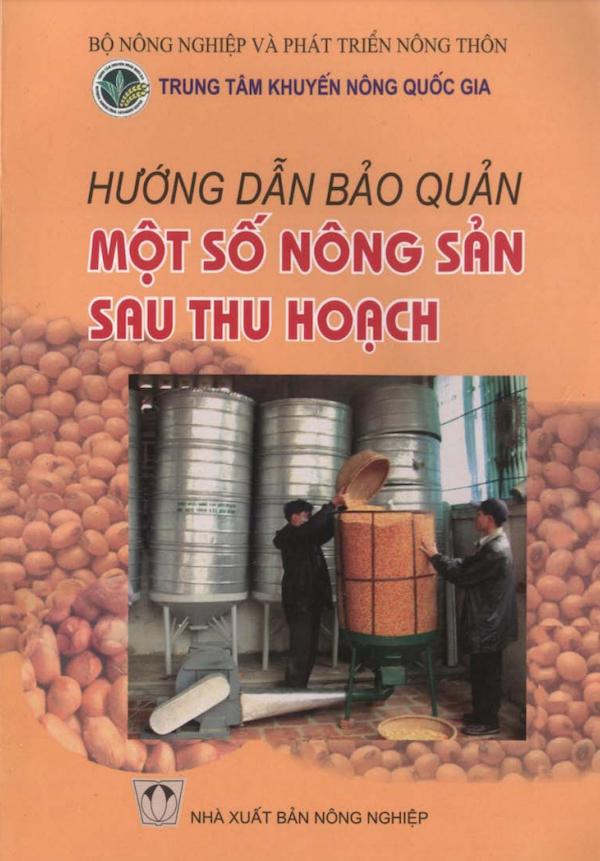 BỘ NÔNG NGHIỆP VÀ PHÁT TRIỂN NÔNG THÔN
TRUNG TÂM KHUYẾN NÔNG QUỐC GIA
HƯỚNG DẪN BẢO QUẢN
MỘT SỐ NÔNG SẢN
SAU THU HOẠCH
NHÀ XUẤT BẢN NÔNG NGHIỆP